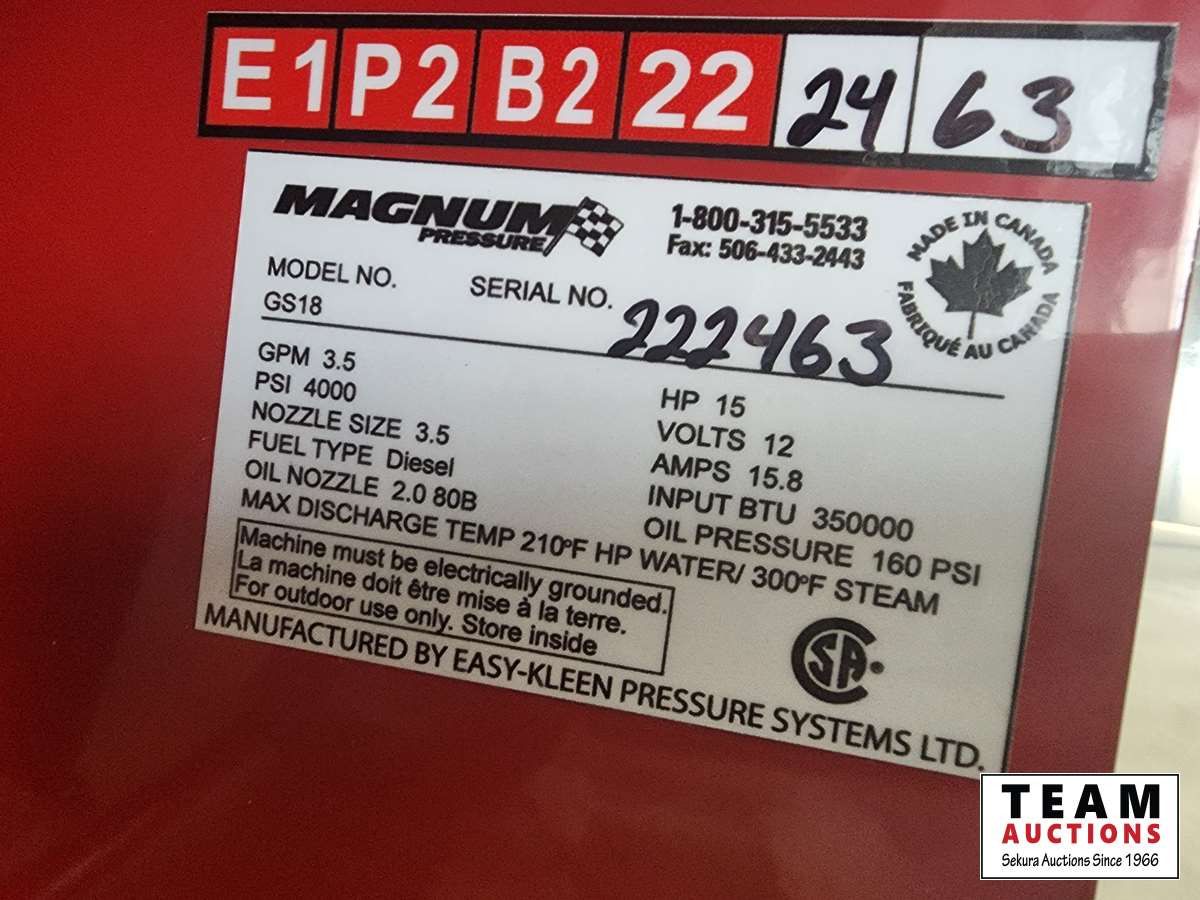 E1 P2 B2 22 24 63
MAGNUM
PRESSURE
1-800-315-5533
Fax: 506-433-2443
MADE IN CANADA
FABRIQUÉ AU CANADA
MODEL NO.
GS18
SERIAL NO.
222463
GPM 3.5
PSI 4000
NOZZLE SIZE 3.5
FUEL TYPE Diesel
OIL NOZZLE 2.0 80B
HP 15
VOLTS 12
AMPS 15.8
INPUT BTU 350000
OIL PRESSURE 160 PSI
MAX DISCHARGE TEMP 210ºF HP WATER/ 300ºF STEAM
Machine must be electrically grounded.
La machine doit être mise à la terre.
For outdoor use only. Store inside
CSA
MANUFACTURED BY EASY-KLEEN PRESSURE SYSTEMS LTD.
TEAM
AUCTIONS
Sekura Auctions Since 1966